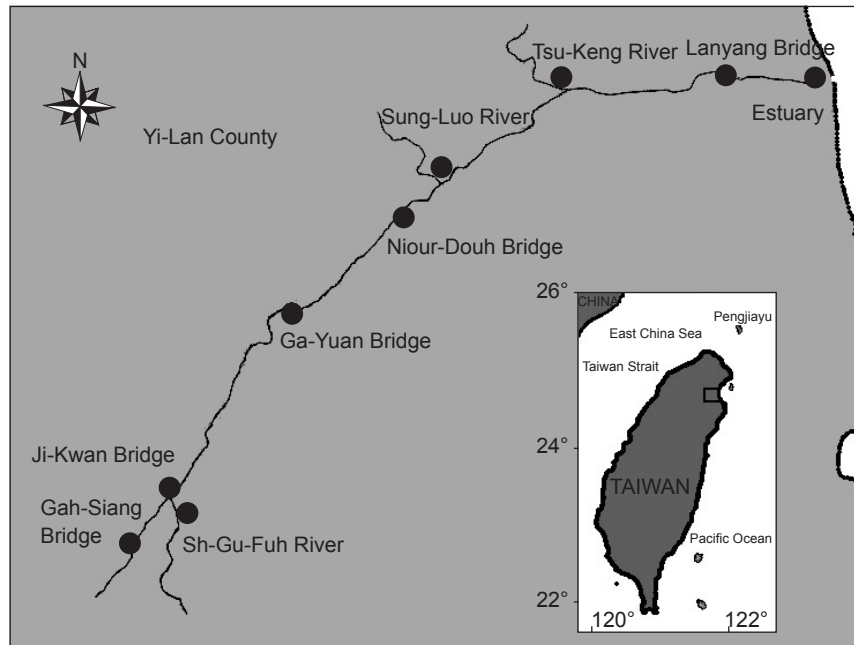 N
Tsu-Keng River
Lanyang Bridge
Sung-Luo River
Estuary
Yi-Lan County
Niour-Douh Bridge
Ga-Yuan Bridge
Ji-Kwan Bridge
Gah-Siang
Bridge
Sh-Gu-Fuh River
26°
CHINA
Pengjiayu
East China Sea
Taiwan Strait
24°
TAIWAN
Pacific Ocean
22°
120°
122°